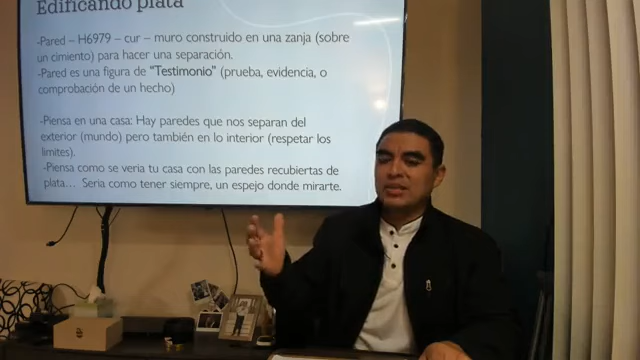 Edificando plata
-Pared – H6979 – cur – muro construido en una zanja (sobre
un cimiento) para hacer una separación.
-Pared es una figura de "Testimonio" (prueba, evidencia, o
comprobación de un hecho)
-Piensa en una casa: Hay paredes que nos separan del
exterior (mundo) pero también en lo interior (respetar los
limites).
-Piensa como se veria tu casa con las paredes recubiertas de
plata... Seria como tener siempre, un espejo donde mirarte.